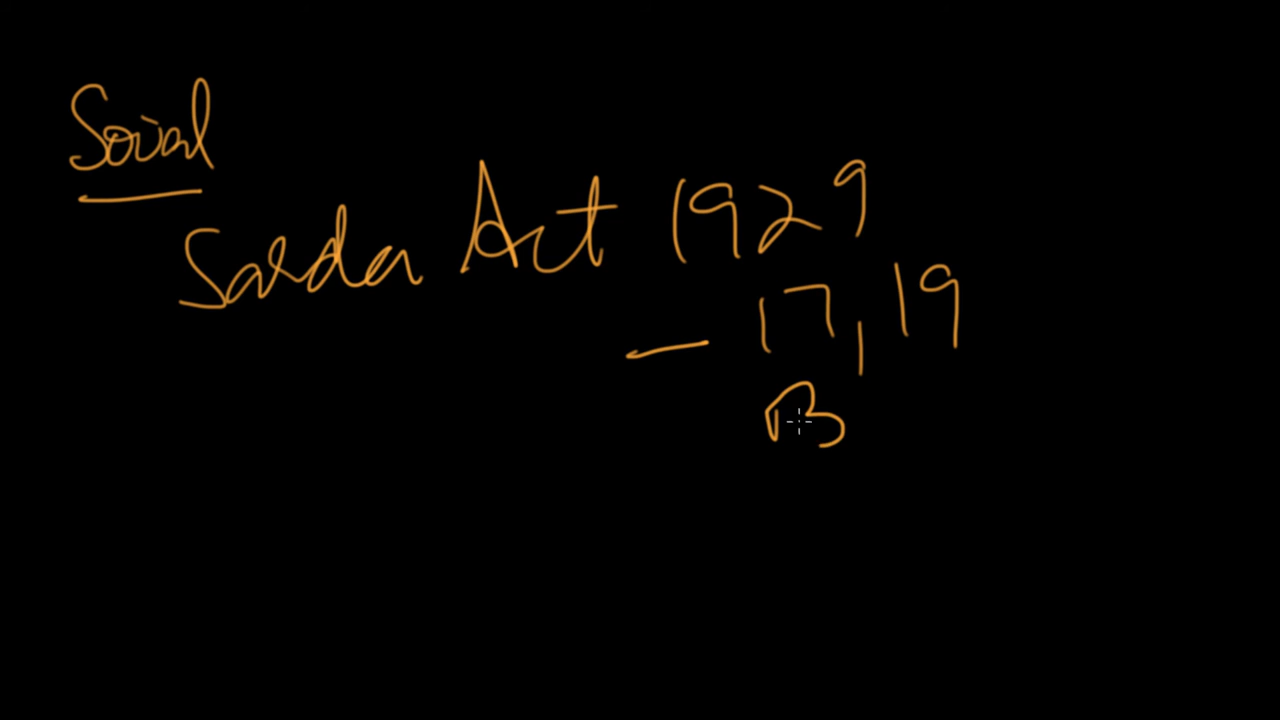 Social
Sarda Act 1929
— 17, 19
B